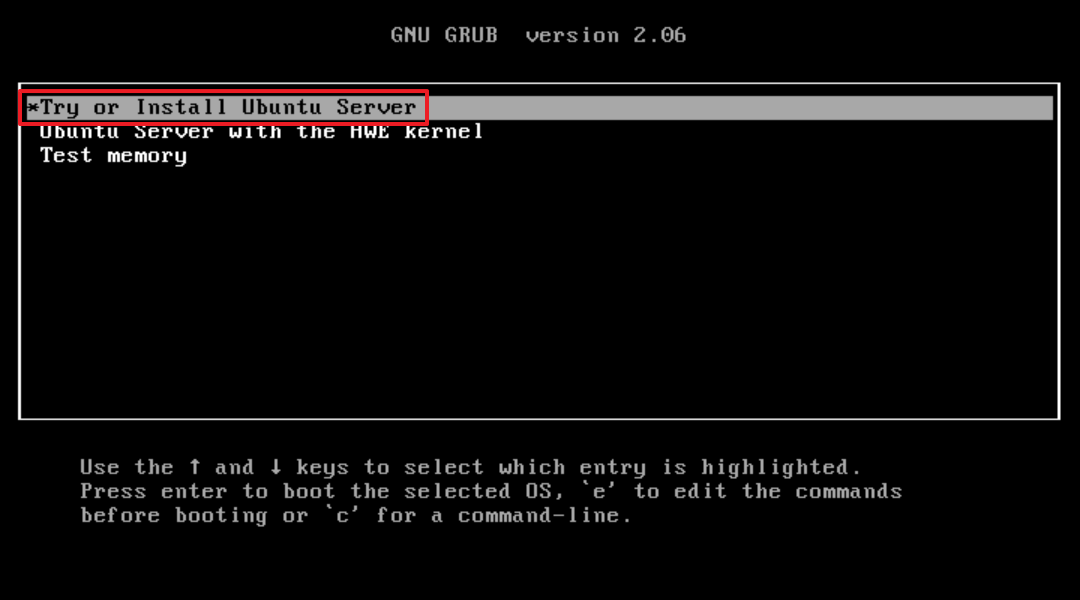 GNU GRUB  version 2.06
*Try or Install Ubuntu Server
Ubuntu Server with the HWE kernel
Test memory
Use the ↑ and ↓ keys to select which entry is highlighted.
Press enter to boot the selected OS, `e' to edit the commands
before booting or `c' for a command-line.